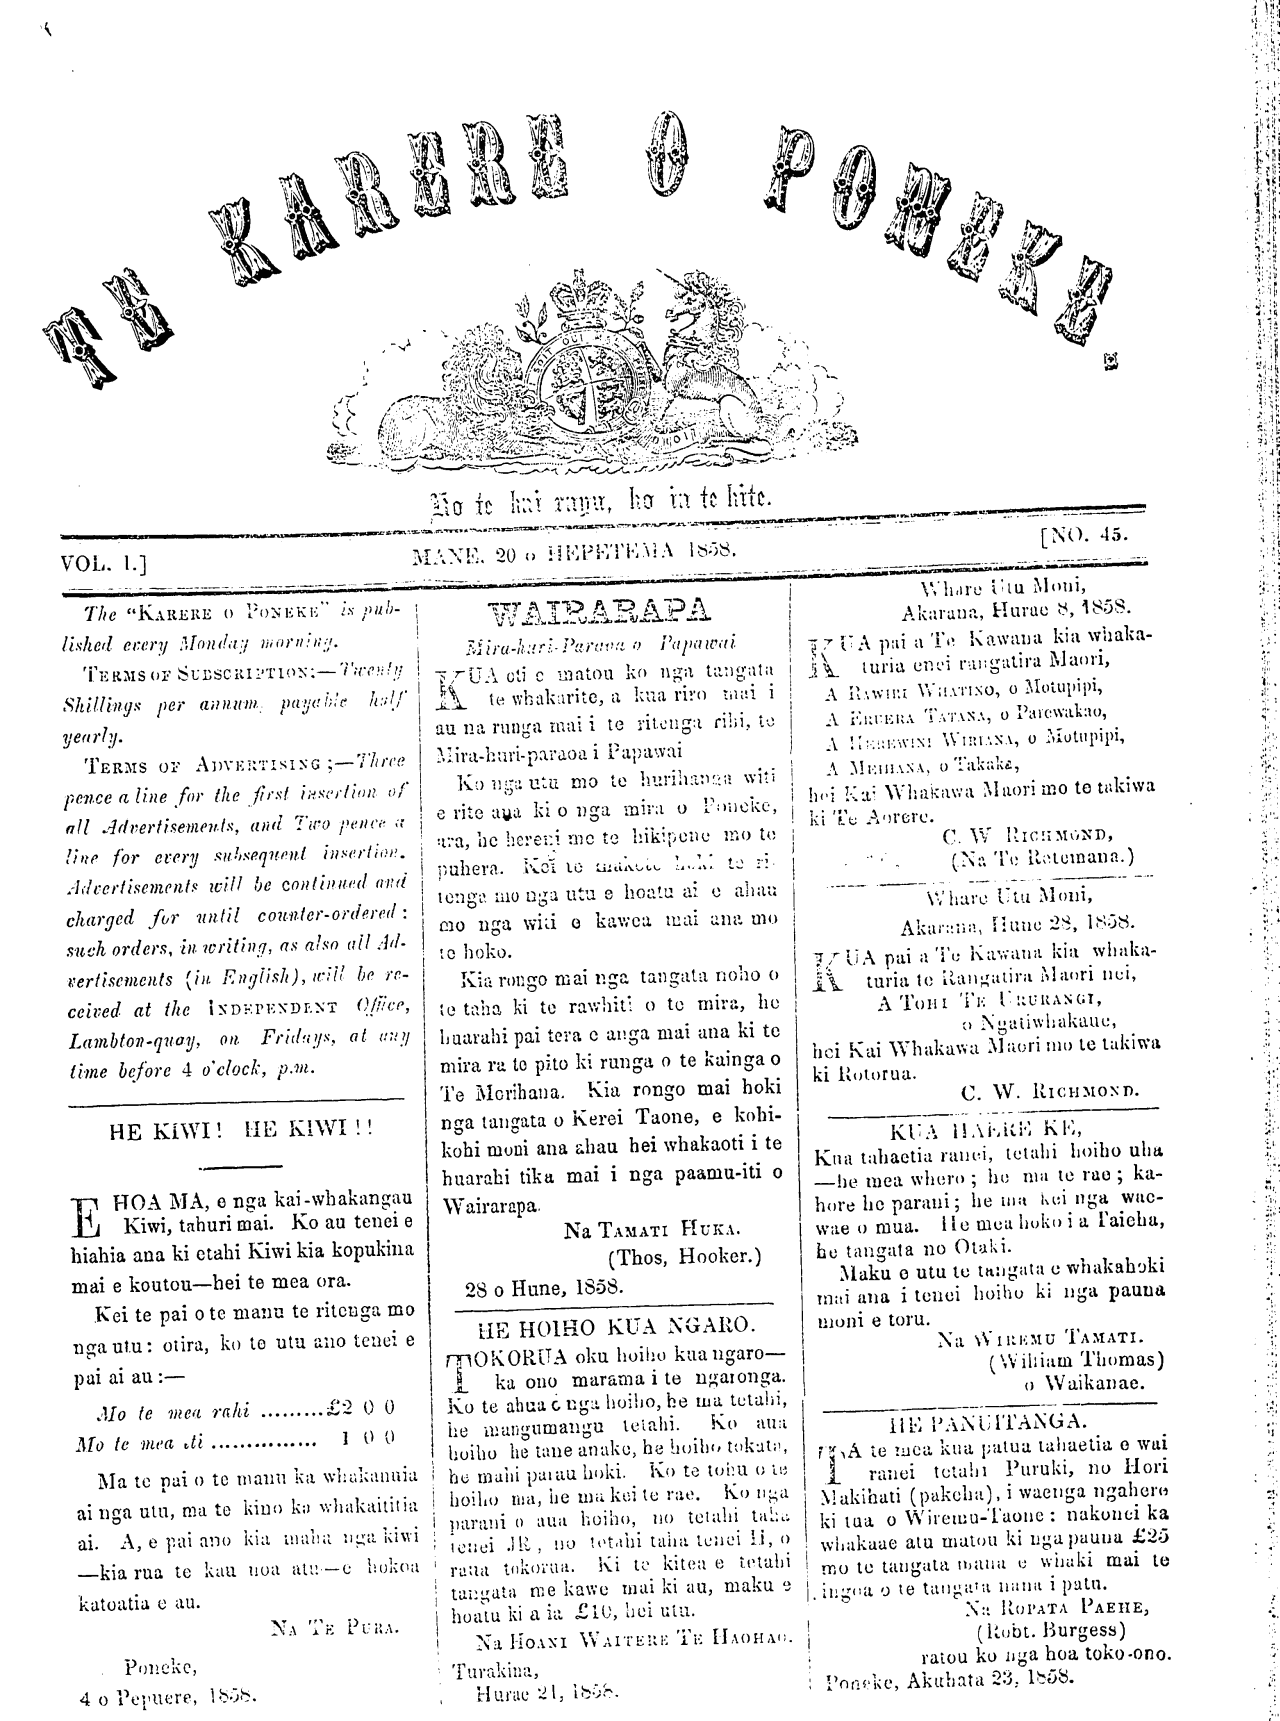 TE KARERE O PONEKE.
SOIT QUI
DROIT
Ko te kai rapu, ko ia te kite.
VOL. 1.]
MANE. 20 o HEPETEMA 1858.
[NO. 45.
The "KARERE O PONEKE" is pub-
lished every Monday morning.
TERMS OF SUBSCRIPTION:—Twenty
Shillings per annum, payable half
yearly.
TERMS OF ADVERTISING;—Three
pence a line for the first insertion of
all Advertisements, and Two pence a
line for every subsequent insertion.
Advertisements will be continued and
charged for until counter-ordered:
such orders, in writing, as also all Ad-
vertisements (in English), will be re-
ceived at the INDEPENDENT Office,
Lambton-quay, on Fridays, at any
time before 4 o'clock, p.m.
HE KIWI! HE KIWI!!
E HOA MA, e nga kai-whakangau
Kiwi, tahuri mai. Ko au tenei e
hiahia ana ki etahi Kiwi kia kopukina
mai e koutou—hei te mea ora.
Kei te pai o te manu te ritenga mo
nga utu: otira, ko te utu ano tenei e
pai ai au:—
Mo te mea rahi .........£2 0 0
Mo te mea iti ............... 1 0 0
Ma te pai o te manu ka whakanuia
ai nga utu, ma te kino ka whakaititia
ai. A, e pai ano kia maha nga kiwi
—kia rua te kau noa atu—e hokoa
katoatia e au.
NA TE PURA.
Poneke,
4 o Pepuere, 1858.
WAIRARAPA
Mira-huri-Paraoa o Papawai
KUA oti e matou ko nga tangata
te whakarite, a kua riro mai i
au na runga mai i te ritenga rihi, te
Mira-huri-paraoa i Papawai
Ko nga utu mo te hurihanga witi
e rite ana ki o nga mira o Poneke,
ara, he hereni me te hikipene mo te
puhera. Kei te makete hoki te ri-
tenga mo nga utu e hoatu ai e ahau
mo nga witi e kawea mai ana mo
te hoko.
Kia rongo mai nga tangata noho o
te taha ki te rawhiti o te mira, he
huarahi pai tera e anga mai ana ki te
mira ra te pito ki runga o te kainga o
Te Morihana. Kia rongo mai hoki
nga tangata o Kerei Taone, e kohi-
kohi moni ana ahau hei whakaoti i te
huarahi tika mai i nga paamu-iti o
Wairarapa.
Na TAMATI HUKA.
(Thos, Hooker.)
28 o Hune, 1858.
HE HOIHO KUA NGARO.
TOKORUA oku hoiho kua ngaro—
ka ono marama i te ngaronga.
Ko te ahua o nga hoiho, he ma tetahi,
he mangumangu tetahi. Ko aua
hoiho he tane anake, he hoiho tokata,
he mahi parau hoki. Ko te tohu o te
hoiho ma, he ma kei te rae. Ko nga
parani o aua hoiho, no tetahi taha
tenei JR, no tetahi taha tenei H, o
raua tokorua. Ki te kitea e tetahi
tangata me kawe mai ki au, maku e
hoatu ki a ia £10, hei utu.
Na HOANI WAITERE TE HAOHAO.
Turakina,
Hurae 21, 1858.
Whare Utu Moni,
Akarana, Hurae 8, 1858.
KUA pai a Te Kawana kia whaka-
turia enei rangatira Maori,
A RAWIRI WHATINO, o Motupipi,
A ERUERA TATANA, o Parewakao,
A HEREWINI WIRIANA, o Motupipi,
A MEIHANA, o Takaka,
hei Kai Whakawa Maori mo te takiwa
ki Te Aorere.
C. W RICHMOND,
(Na Te Retemana.)
Whare Utu Moni,
Akarana, Hune 28, 1858.
KUA pai a Te Kawana kia whaka-
turia te Rangatira Maori nei,
A TOHI TE URURANGI,
o Ngatiwhakaue,
hei Kai Whakawa Maori mo te takiwa
ki Rotorua.
C. W. RICHMOND.
KUA HAERE KE,
Kua tahaetia ranei, tetahi hoiho uha
—he mea whero; he ma te rae; ka-
hore he parani; he ma kei nga wae-
wae o mua. He mea hoko i a Taieha,
he tangata no Otaki.
Maku e utu te tangata e whakahoki
mai ana i tenei hoiho ki nga pauna
moni e toru.
Na WIREMU TAMATI.
(William Thomas)
o Waikanae.
HE PANUITANGA.
TA te mea kua patua tahaetia e wai
ranei tetahi Puruki, no Hori
Makihati (pakeha), i waenga ngahere
ki tua o Wiremu-Taone: nakonei ka
whakaae atu matou ki nga pauna £25
mo te tangata mana e whaki mai te
ingoa o te tangata nana i patu.
Na ROPATA PAEHE,
(Robt. Burgess)
ratou ko nga hoa toko-ono.
Poneke, Akuhata 23, 1858.